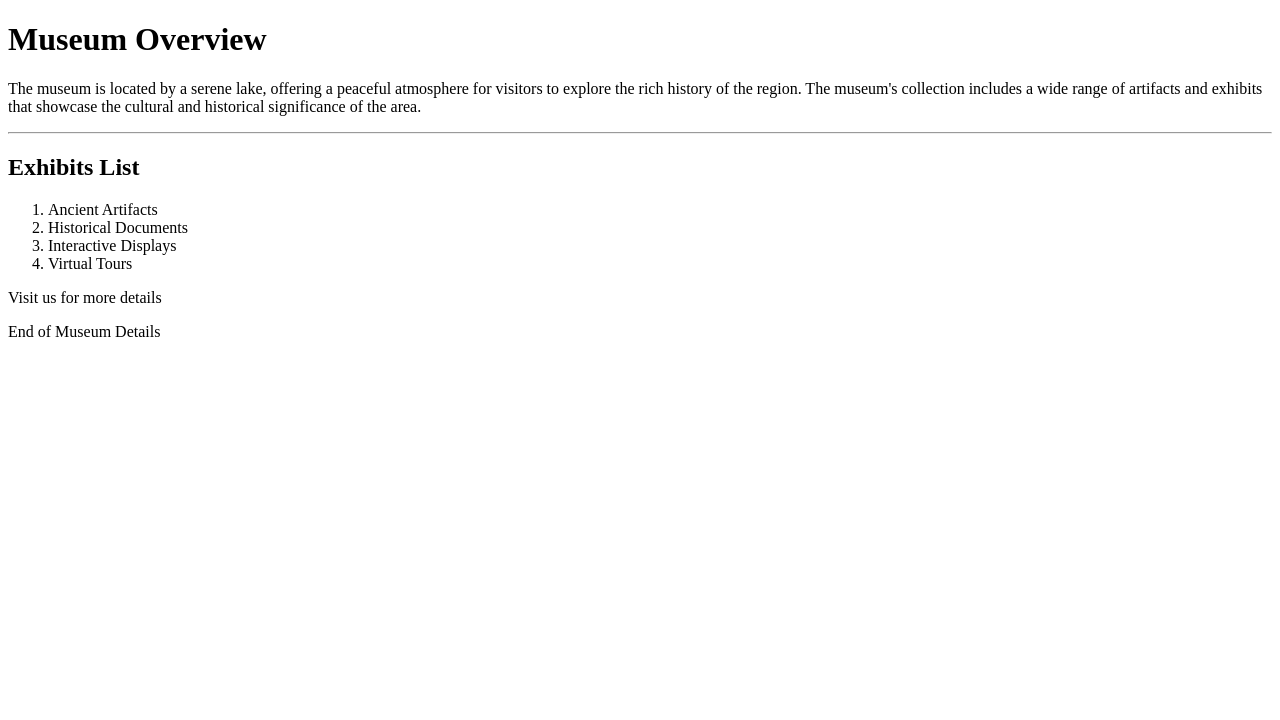 Museum Overview
The museum is located by a serene lake, offering a peaceful atmosphere for visitors to explore the rich history of the region. The museum's collection includes a wide range of artifacts and exhibits
that showcase the cultural and historical significance of the area.
Exhibits List
1. Ancient Artifacts
2. Historical Documents
3. Interactive Displays
4. Virtual Tours
Visit us for more details
End of Museum Details